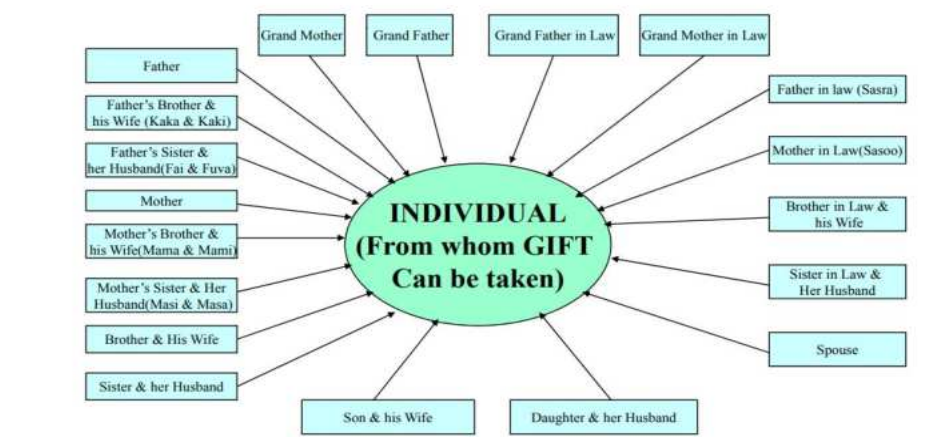 Grand Mother
Grand Father
Grand Father in Law
Grand Mother in Law
Father
Father's Brother &
his Wife (Kaka & Kaki)
Father's Sister &
her Husband(Fai & Fuva)
Mother
Mother's Brother &
his Wife(Mama & Mami)
Mother's Sister & Her
Husband(Masi & Masa)
Brother & His Wife
Sister & her Husband
INDIVIDUAL
(From whom GIFT
Can be taken)
Father in law (Sasra)
Mother in Law(Sasoo)
Brother in Law &
his Wife
Sister in Law &
Her Husband
Spouse
Son & his Wife
Daughter & her Husband